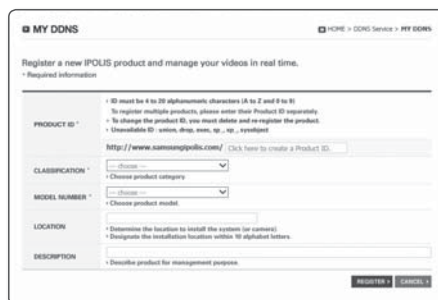 MY DDNS
HOME > DDNS Service > MY DDNS
Register a new IPOLIS product and manage your videos in real time.
* Required information
PRODUCT ID *
› ID must be 4 to 20 alphanumeric characters (A to Z and 0 to 9)
To register multiple products, please enter their Product ID separately.
› To change the product ID, you must delete and re-register the product.
› Unavailable ID : union, drop, exec, sp_, xp_, sysobject
http://www.samsungipolis.com/ Click here to create a Product ID.
CLASSIFICATION *
--- choose ---
› Choose product category
MODEL NUMBER *
--- choose ---
› Choose product model.
LOCATION
› Determine the location to install the system (or camera)
› Designate the installation location within 10 alphabet letters.
DESCRIPTION
› Describe product for management purpose.
REGISTER › CANCEL ›